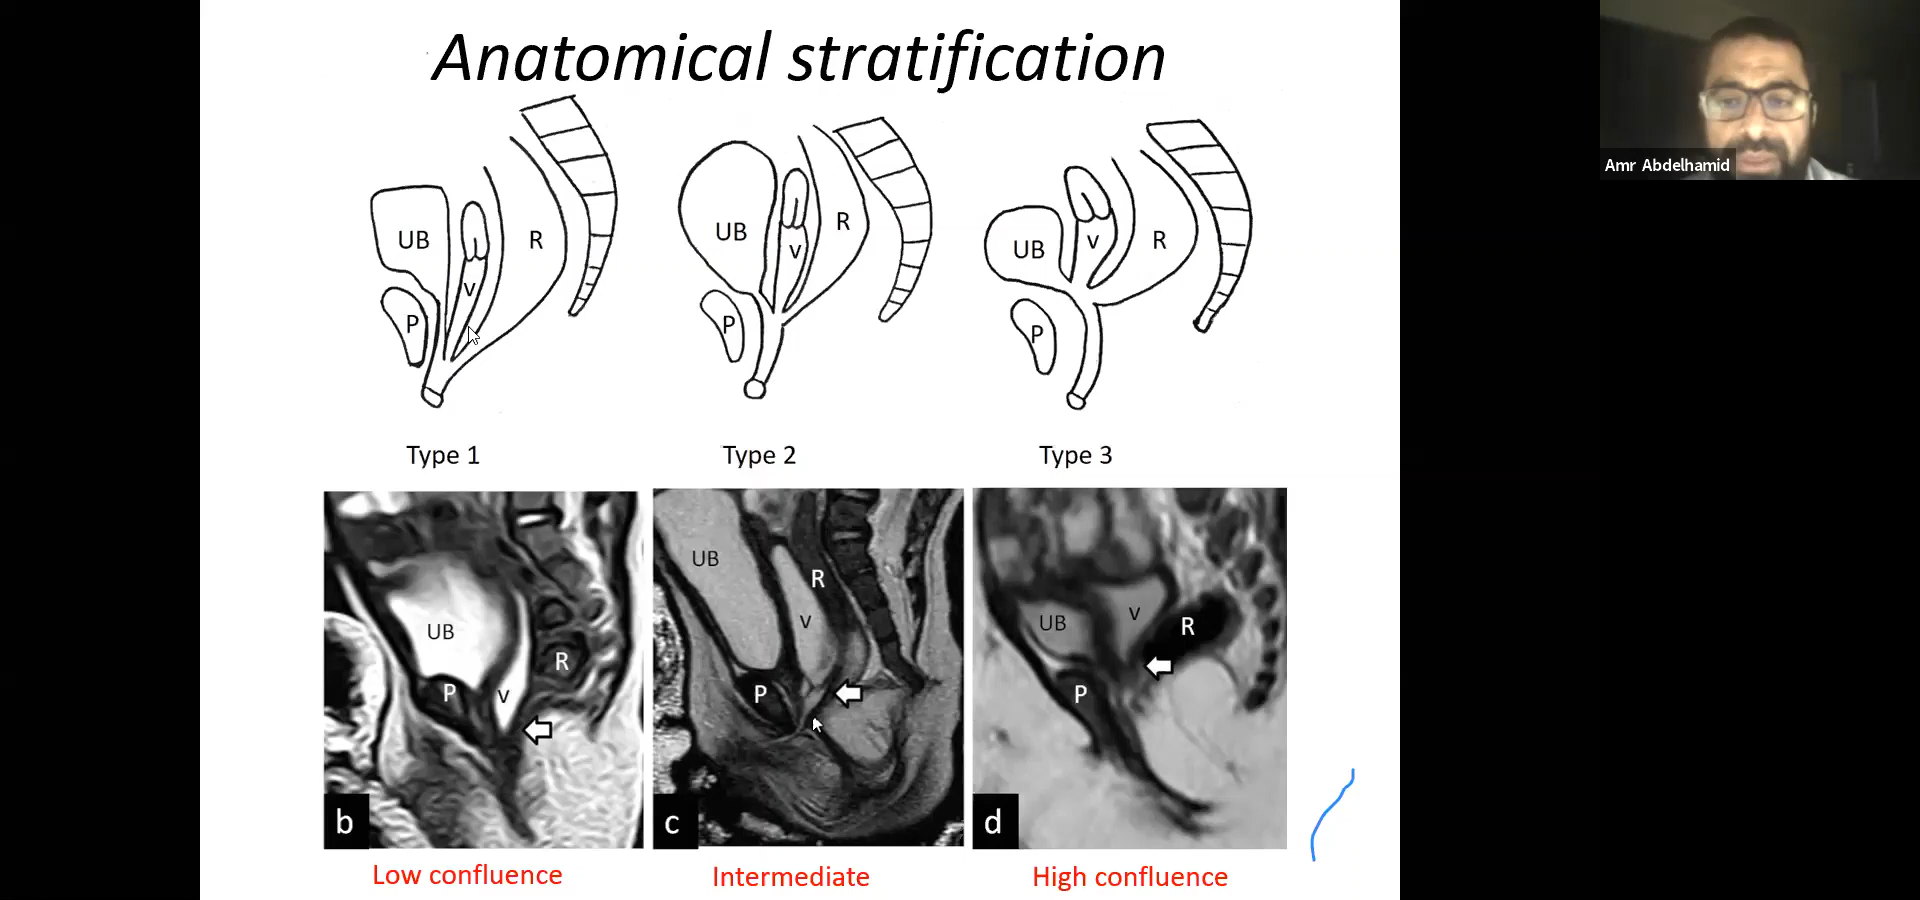 Anatomical stratification
UB
V
R
P
UB
V
R
P
UB
V
R
P
Type 1
Type 2
Type 3
UB
R
P
V
b
UB
R
V
P
c
UB
V
R
P
d
Low confluence
Intermediate
High confluence
Amr Abdelhamid